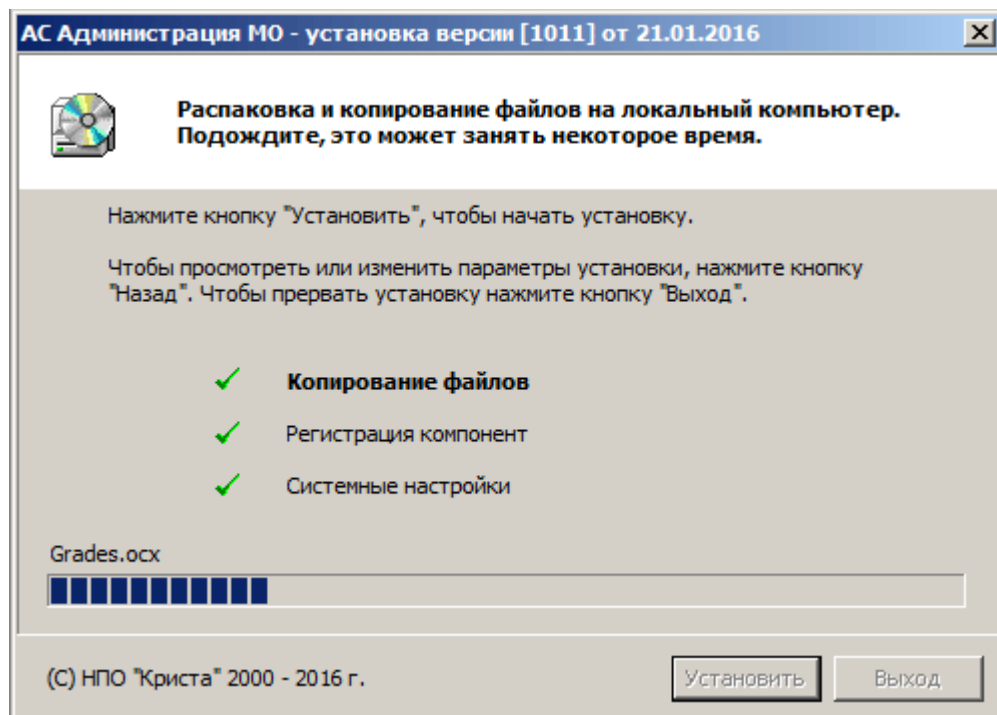 АС Администрация МО - установка версии [1011] от 21.01.2016
Распаковка и копирование файлов на локальный компьютер.
Подождите, это может занять некоторое время.
Нажмите кнопку "Установить", чтобы начать установку.
Чтобы просмотреть или изменить параметры установки, нажмите кнопку
"Назад". Чтобы прервать установку нажмите кнопку "Выход".
Копирование файлов
Регистрация компонент
Системные настройки
Grades.ocx
(С) НПО "Криста" 2000 - 2016 г.
Установить
Выход